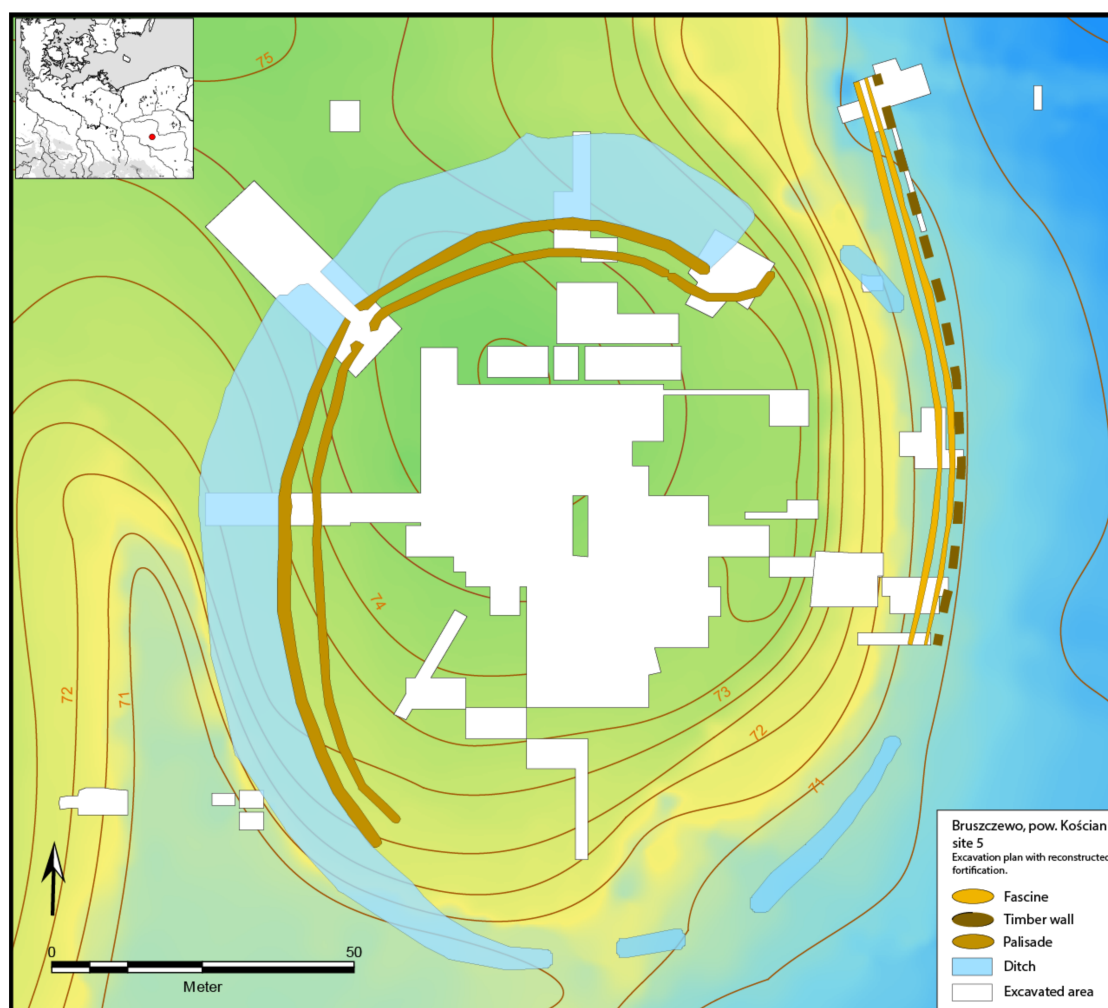 75
74
73
72
71
72
71
0 50
Meter
Bruszczewo, pow. Kościan
site 5
Excavation plan with reconstructed
fortification.
Fascine
Timber wall
Palisade
Ditch
Excavated area